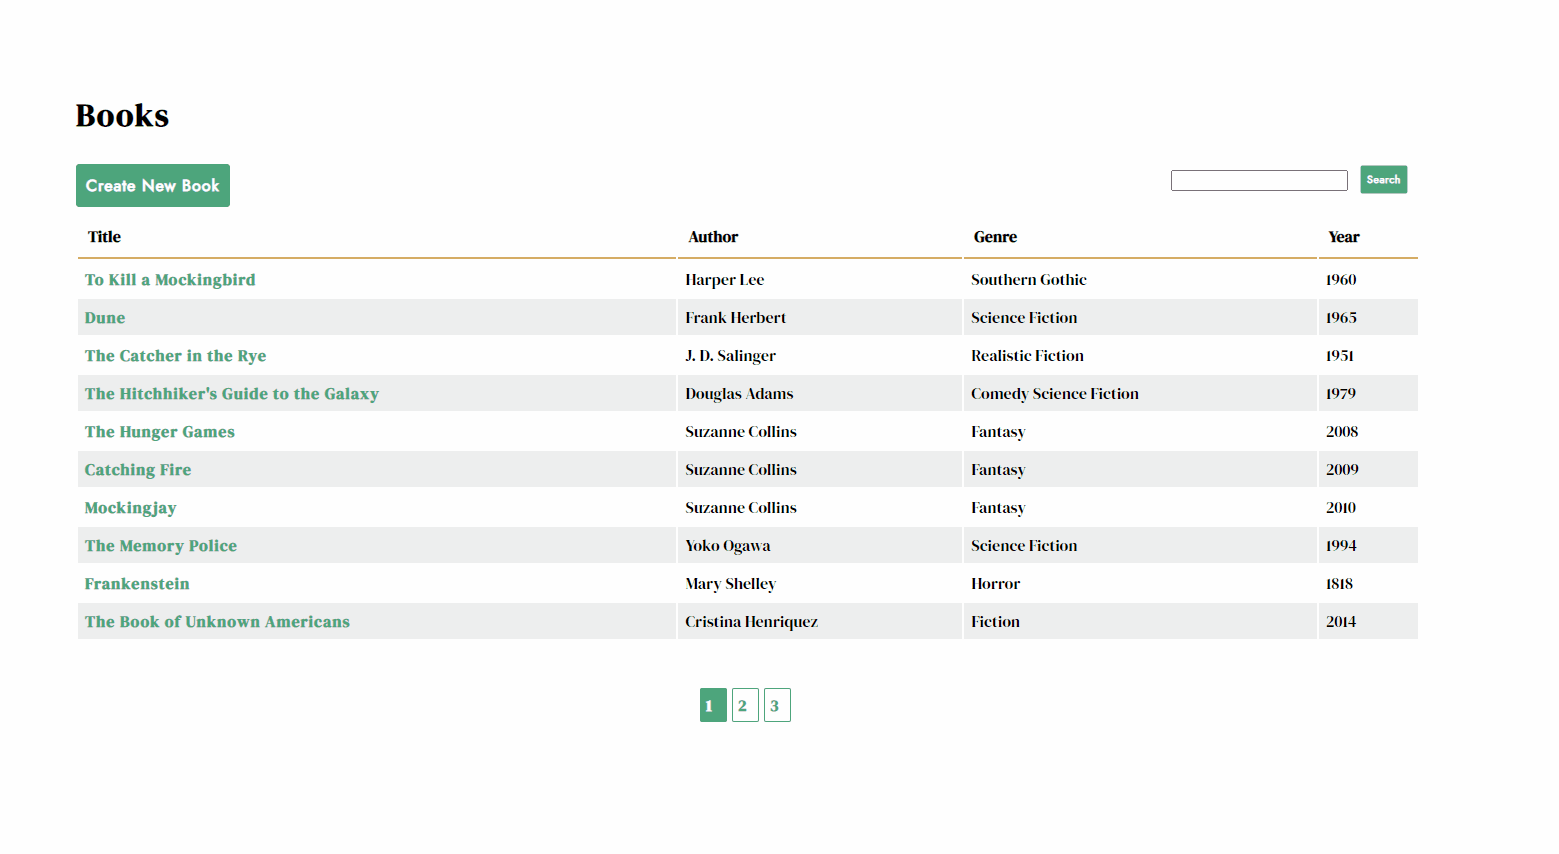 Books
Create New Book Search
Title Author Genre Year
To Kill a Mockingbird Harper Lee Southern Gothic 1960
Dune Frank Herbert Science Fiction 1965
The Catcher in the Rye J. D. Salinger Realistic Fiction 1951
The Hitchhiker's Guide to the Galaxy Douglas Adams Comedy Science Fiction 1979
The Hunger Games Suzanne Collins Fantasy 2008
Catching Fire Suzanne Collins Fantasy 2009
Mockingjay Suzanne Collins Fantasy 2010
The Memory Police Yoko Ogawa Science Fiction 1994
Frankenstein Mary Shelley Horror 1818
The Book of Unknown Americans Cristina Henriquez Fiction 2014
1 2 3